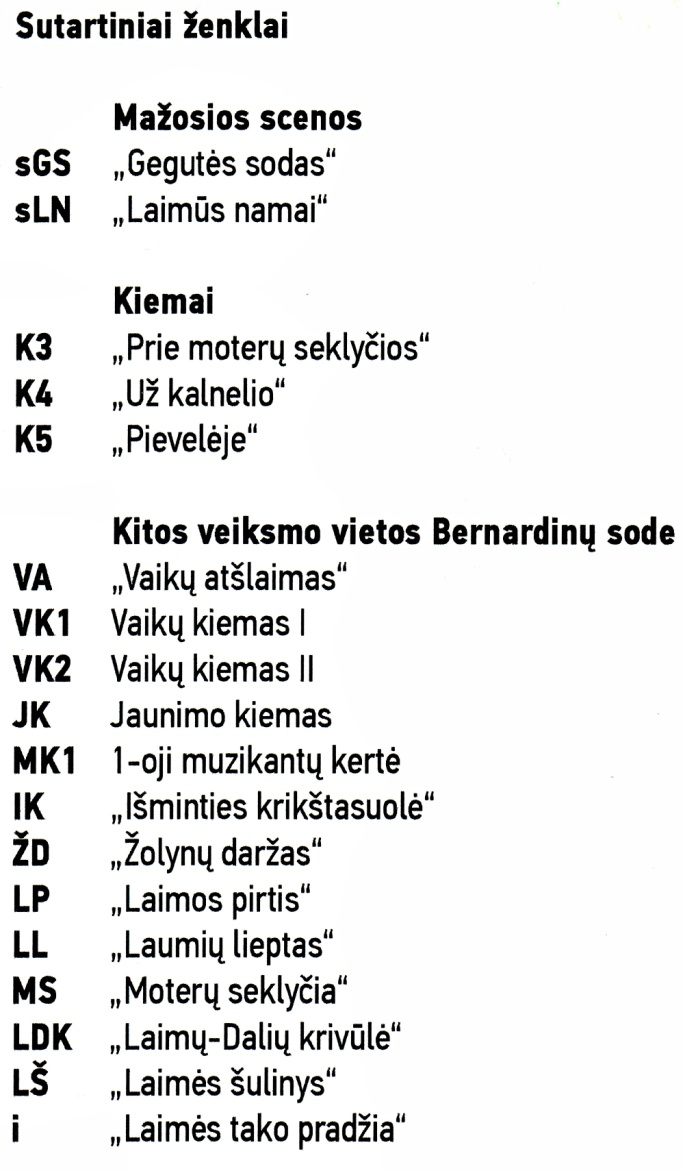 Sutartiniai ženklai
Mažosios scenos
sGS „Gegutės sodas“
sLN „Laimūs namai“
Kiemai
K3 „Prie moterų seklyčios“
K4 „Už kalnelio“
K5 „Pievelėje“
Kitos veiksmo vietos Bernardinų sode
VA „Vaikų atšlaimas“
VK1 Vaikų kiemas I
VK2 Vaikų kiemas II
JK Jaunimo kiemas
MK1 1-oji muzikantų kertė
IK „Išminties krikštasuolė“
ŽD „Žolynų daržas“
LP „Laimos pirtis“
LL „Laumių lieptas“
MS „Moterų seklyčia“
LDK „Laimų-Dalių krivūlė“
LŠ „Laimės šulinys“
i „Laimės tako pradžia“